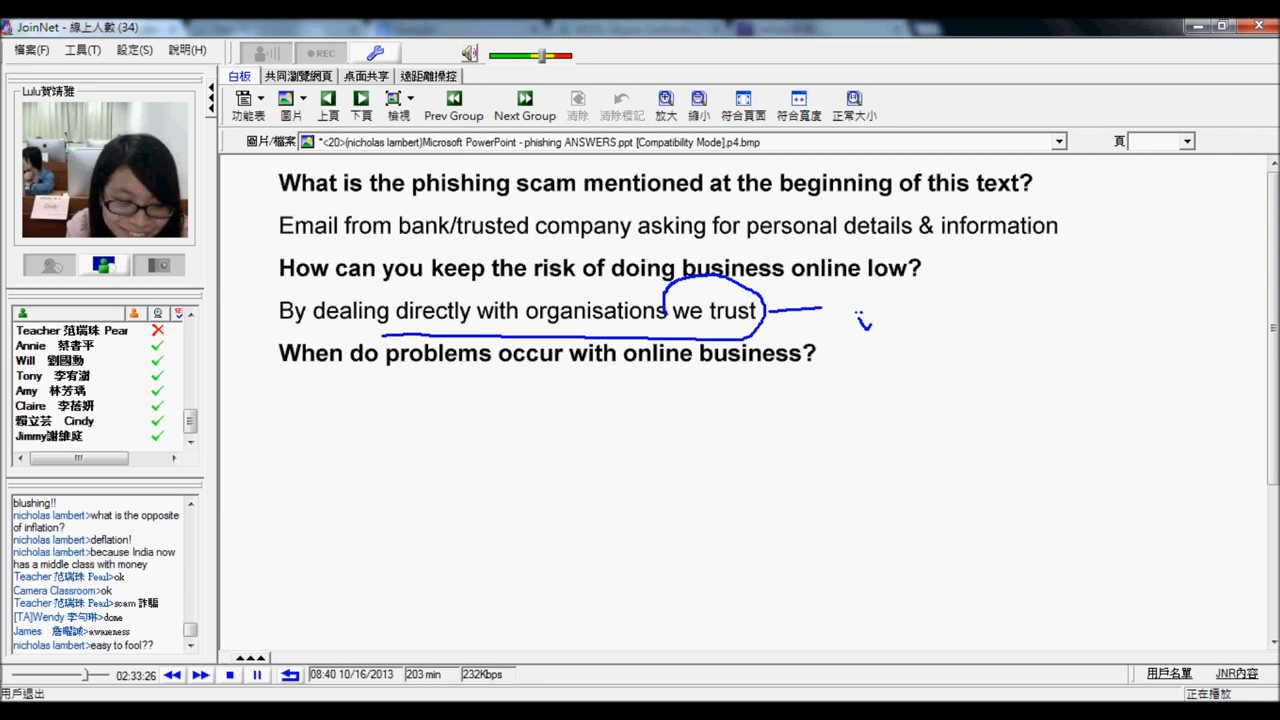 JoinNet - 線上人數 (34)
檔案(F) 工具(T) 設定(S) 說明(H)
REC
Lulu賀婧雅
白板 共同瀏覽網頁 桌面共享 遠距離操控
功能表 圖片 上頁 下頁 檢視 Prev Group Next Group 清除 清除標記 放大 縮小 符合頁面 符合寬度 正常大小
圖片/檔案 *<20>(nicholas lambert)Microsoft PowerPoint - phishing ANSWERS.ppt [Compatibility Mode].p4.bmp 頁
What is the phishing scam mentioned at the beginning of this text?
Email from bank/trusted company asking for personal details & information
How can you keep the risk of doing business online low?
By dealing directly with organisations we trust
When do problems occur with online business?
Teacher 范瑞珠 Pearl
Annie 蔡書平
Will 劉國勳
Tony 李宥澍
Amy 林芳瑀
Claire 李蓓妍
賴立芸 Cindy
Jimmy謝維庭
blushing!!
nicholas lambert>what is the opposite
of inflation?
nicholas lambert>deflation!
nicholas lambert>because India now
has a middle class with money
Teacher 范瑞珠 Pearl>ok
Camera Classroom>ok
Teacher 范瑞珠 Pearl>scam 詐騙
[TA]Wendy 李勻琳>done
James 詹曜誠>awareness
nicholas lambert>easy to fool??
02:33:26 08:40 10/16/2013 203 min 232Kbps 用戶名單 JNR內容
用戶退出 正在播放